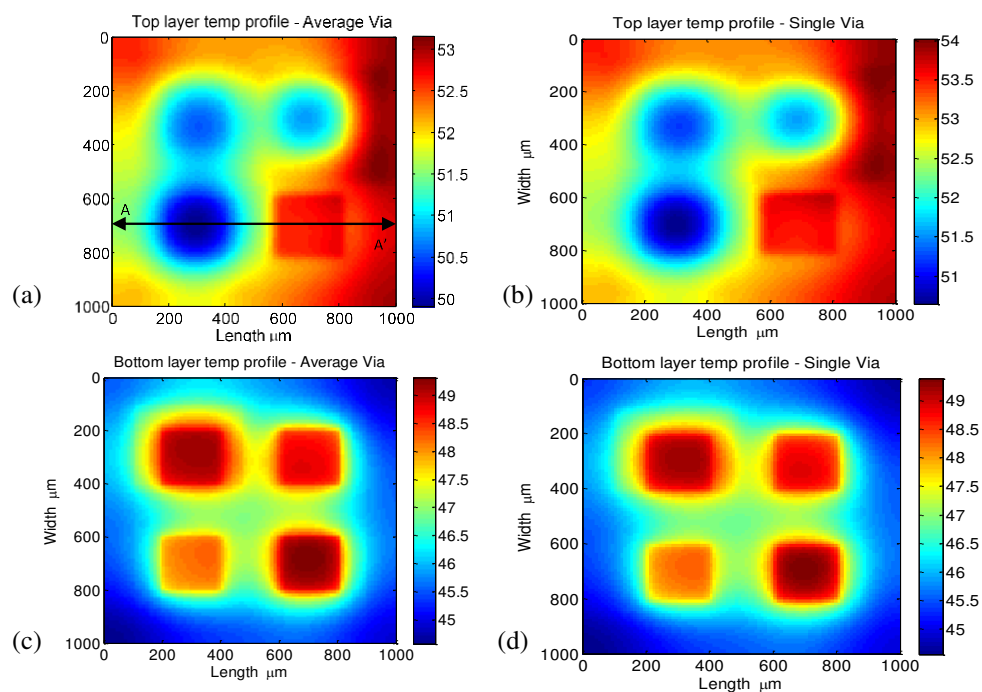 Top layer temp profile - Average Via
0
200
400
600
800
1000
0 200 400 600 800 1000
Length μm
A
A'
53
52.5
52
51.5
51
50.5
50
(a)
Top layer temp profile - Single Via
0
200
400
600
800
1000
Width μm
0 200 400 600 800 1000
Length μm
54
53.5
53
52.5
52
51.5
51
(b)
Bottom layer temp profile - Average Via
0
200
400
600
800
1000
Width μm
0 200 400 600 800 1000
Length μm
49
48.5
48
47.5
47
46.5
46
45.5
45
(c)
Bottom layer temp profile - Single Via
0
200
400
600
800
1000
Width μm
0 200 400 600 800 1000
Length μm
49
48.5
48
47.5
47
46.5
46
45.5
45
(d)